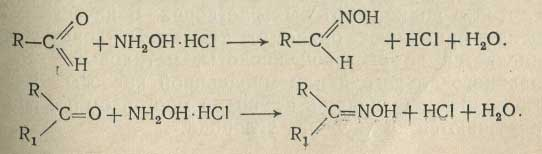 O NOH
R—C + NH₂OH·HCl ⟶ R—C + HCl + H₂O.
H H
R R
C=O + NH₂OH·HCl ⟶ C=NOH + HCl + H₂O.
R₁ R₁